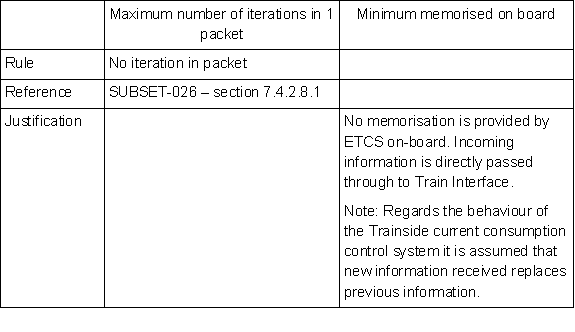 Maximum number of iterations in 1
packet
Minimum memorised on board
Rule
No iteration in packet
Reference
SUBSET-026 – section 7.4.2.8.1
Justification
No memorisation is provided by
ETCS on-board. Incoming
information is directly passed
through to Train Interface.
Note: Regards the behaviour of
the Trainside current consumption
control system it is assumed that
new information received replaces
previous information.